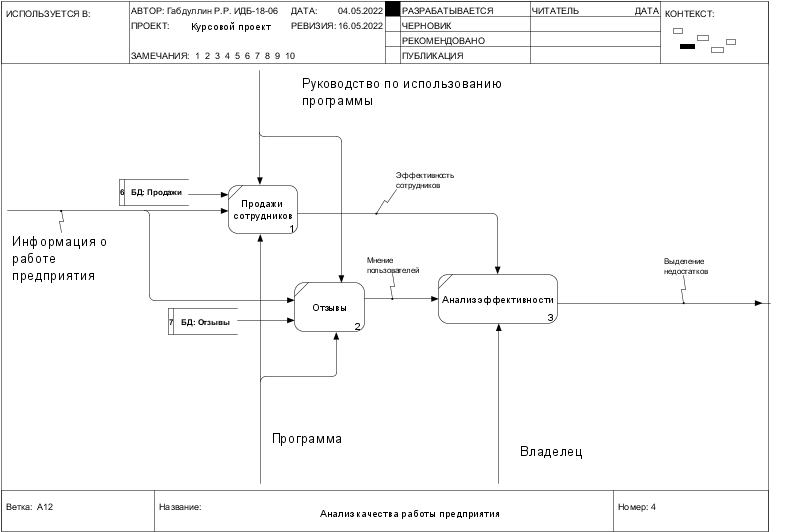 ИСПОЛЬЗУЕТСЯ В:
АВТОР: Габдуллин Р.Р. ИДБ-18-06
ДАТА: 04.05.2022
РАЗРАБАТЫВАЕТСЯ
ЧИТАТЕЛЬ
ДАТА
КОНТЕКСТ:
ПРОЕКТ: Курсовой проект
РЕВИЗИЯ: 16.05.2022
ЧЕРНОВИК
РЕКОМЕНДОВАНО
ЗАМЕЧАНИЯ: 1 2 3 4 5 6 7 8 9 10
ПУБЛИКАЦИЯ
Руководство по использованию
программы
Эффективность
сотрудников
6 БД: Продажи
Продажи
сотрудников
1
Информация о
работе
предприятия
Мнение
пользователей
Выделение
недостатков
Отзывы
2
Анализ эффективности
3
7 БД: Отзывы
Программа
Владелец
Ветка: A12
Название:
Анализ качества работы предприятия
Номер: 4